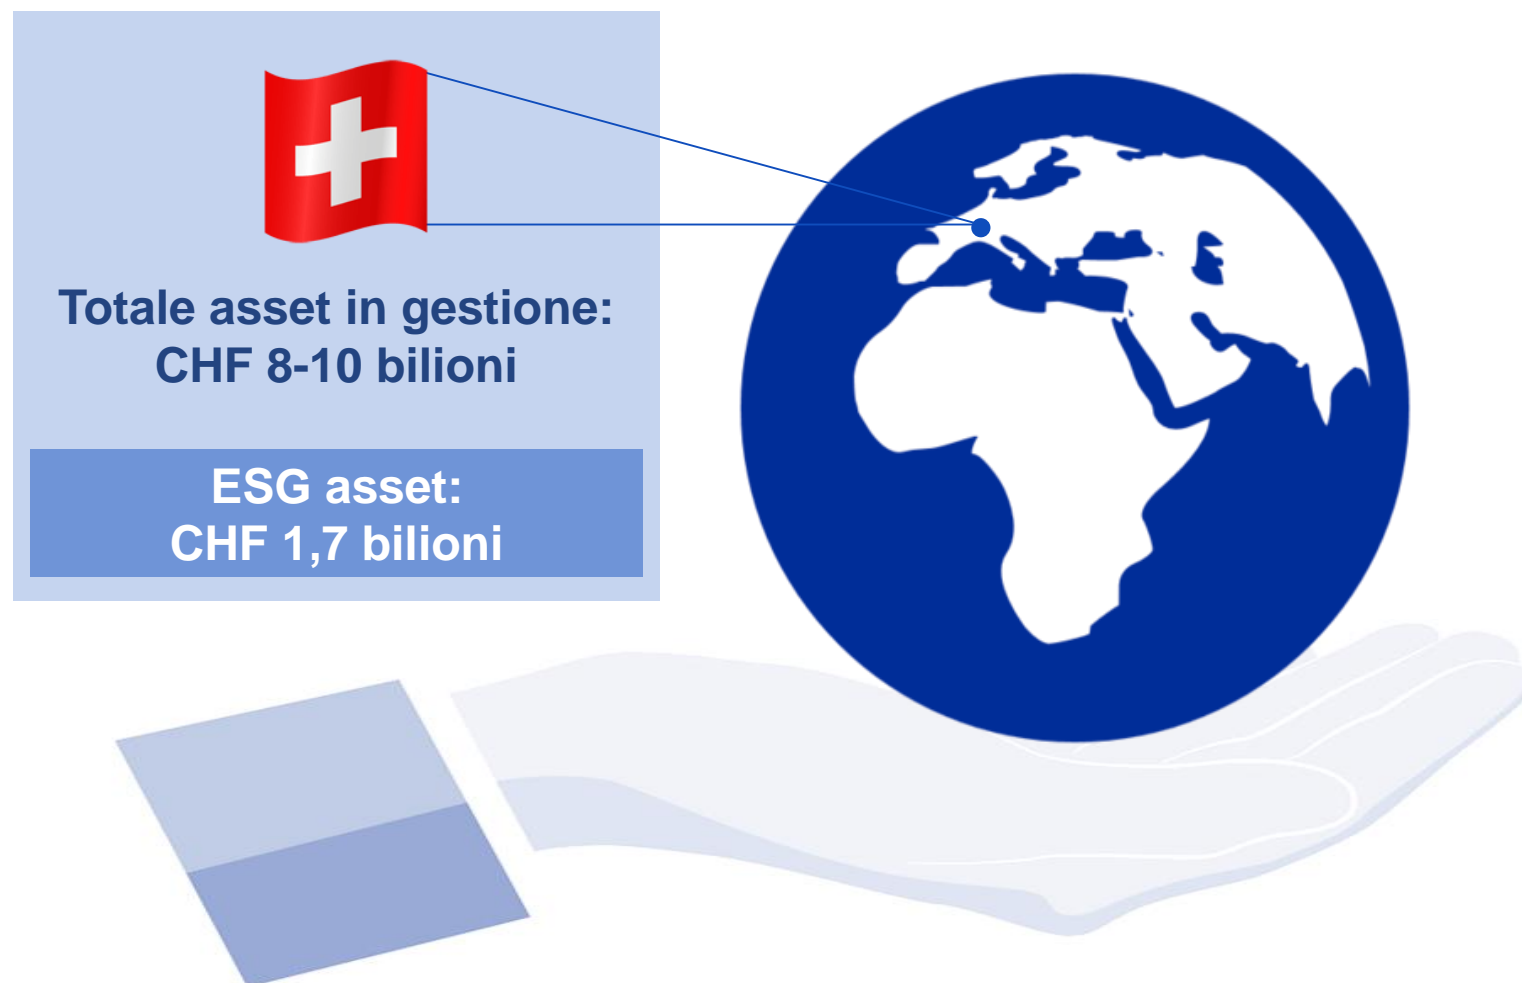 Totale asset in gestione:
CHF 8-10 bilioni
ESG asset:
CHF 1,7 bilioni